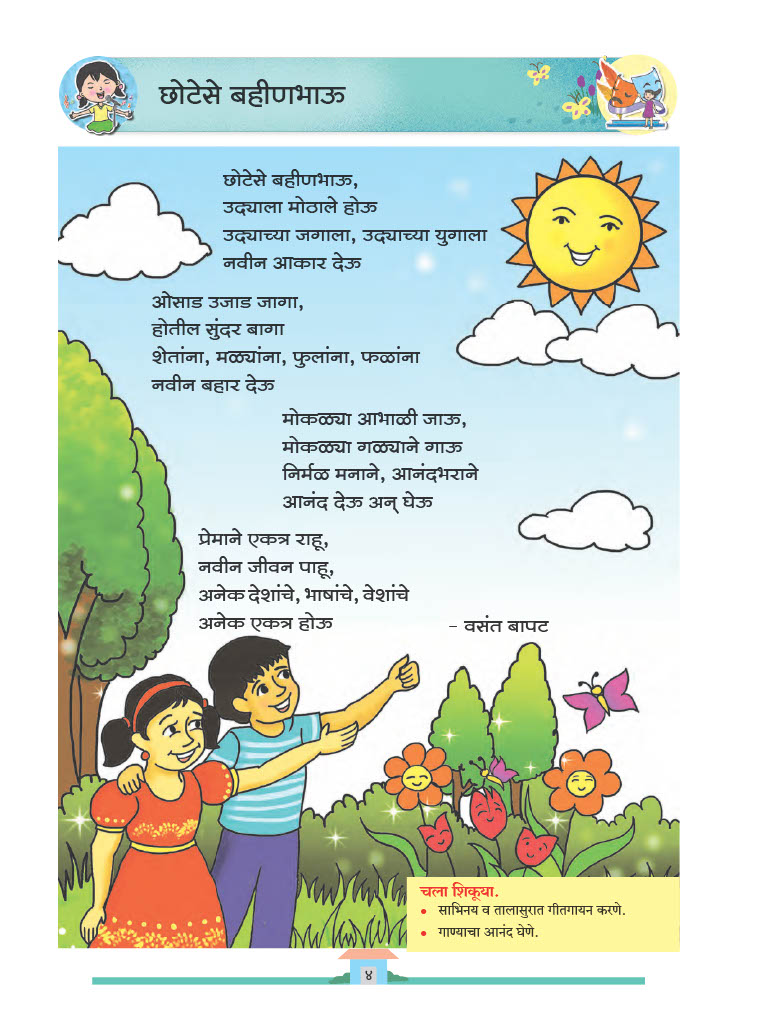 छोटेसे बहीणभाऊ
छोटेसे बहीणभाऊ,
उद्याला मोठाले होऊ
उद्याच्या जगाला, उद्याच्या युगाला
नवीन आकार देऊ
ओसाड उजाड जागा,
होतील सुंदर बागा
शेतांना, मळ्यांना, फुलांना, फळांना
नवीन बहार देऊ
मोकळ्या आभाळी जाऊ,
मोकळ्या गळ्याने गाऊ
निर्मळ मनाने, आनंदभराने
आनंद देऊ अन् घेऊ
प्रेमाने एकत्र राहू,
नवीन जीवन पाहू,
अनेक देशांचे, भाषांचे, वेशांचे
अनेक एकत्र होऊ
- वसंत बापट
चला शिकूया.
• साभिनय व तालासुरात गीतगायन करणे.
• गाण्याचा आनंद घेणे.
४